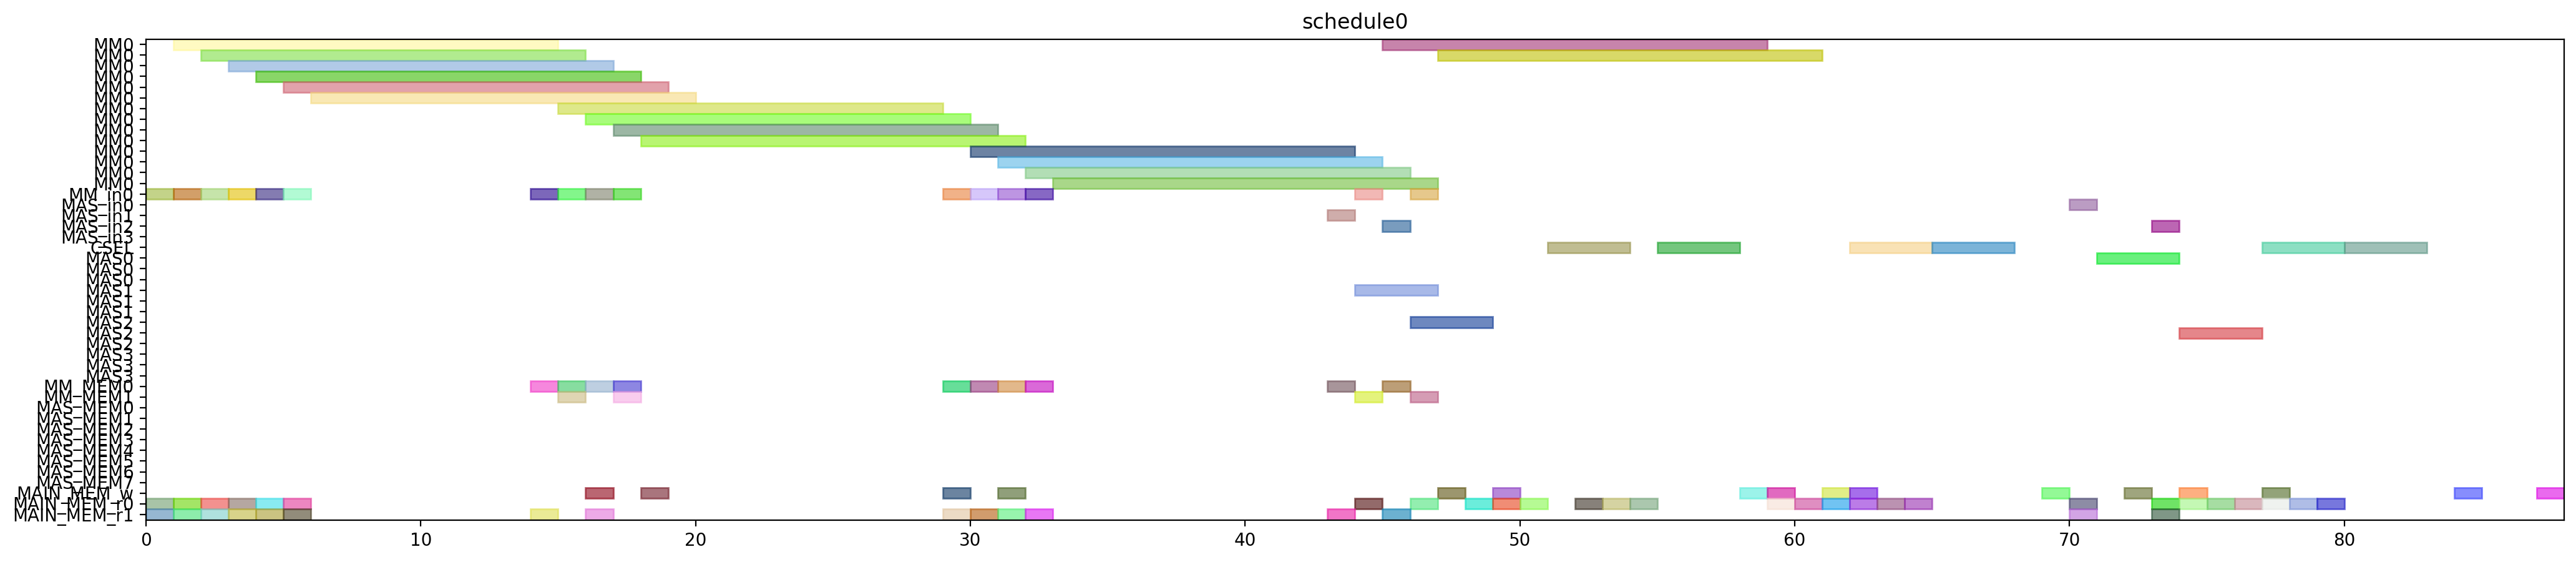 schedule0
MM0
MM0
MM0
MM0
MM0
MM0
MM0
MM0
MM0
MM0
MM0
MM0
MM0
MM0
MM_in0
MAS_in0
MAS_in1
MAS_in2
MAS_in3
CSEL
MAS0
MAS0
MAS0
MAS1
MAS1
MAS1
MAS2
MAS2
MAS2
MAS3
MAS3
MAS3
MM_MEM0
MM_MEM1
MAS_MEM0
MAS_MEM1
MAS_MEM2
MAS_MEM3
MAS_MEM4
MAS_MEM5
MAS_MEM6
MAS_MEM7
MAIN_MEM_w
MAIN_MEM_r0
MAIN_MEM_r1
0 10 20 30 40 50 60 70 80